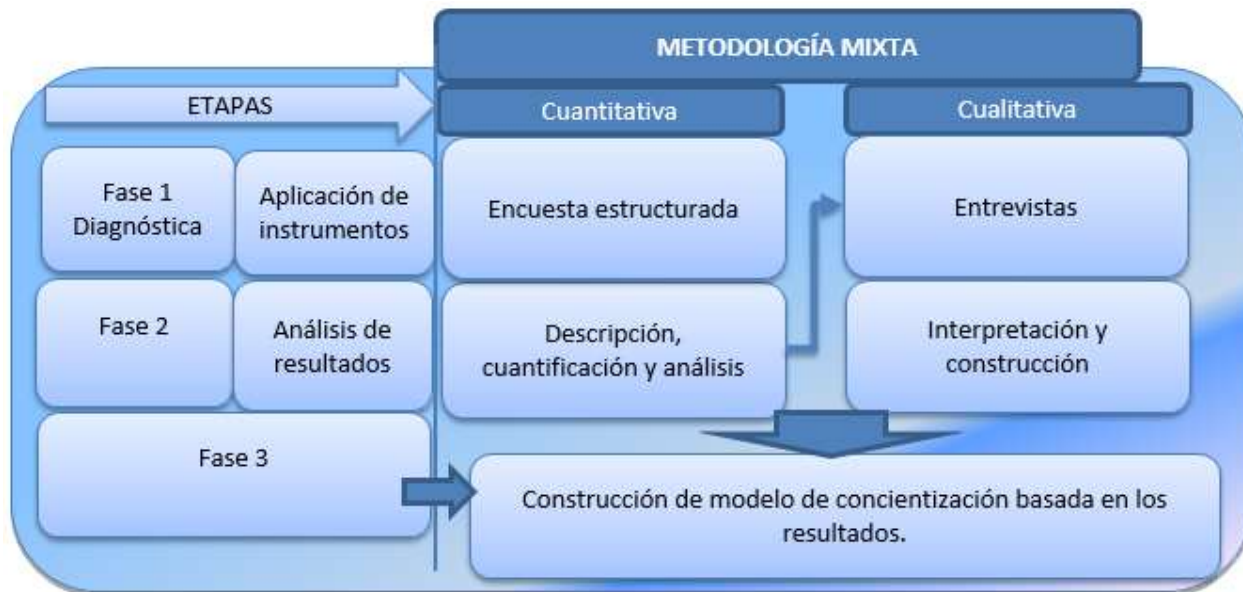 METODOLOGÍA MIXTA
ETAPAS
Cuantitativa
Cualitativa
Fase 1
Diagnóstica
Aplicación de
instrumentos
Encuesta estructurada
Entrevistas
Fase 2
Análisis de
resultados
Descripción,
cuantificación y análisis
Interpretación y
construcción
Fase 3
Construcción de modelo de concientización basada en los
resultados.